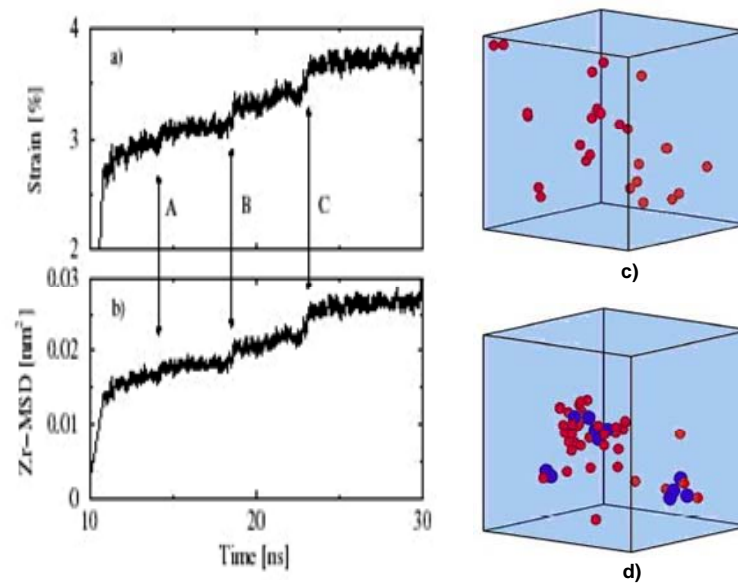 a)
4
3
2
Strain [%]
A
B
C
b)
0.03
0.02
0.01
0
Zr-MSD [nm²]
10
20
30
Time [ns]
c)
d)